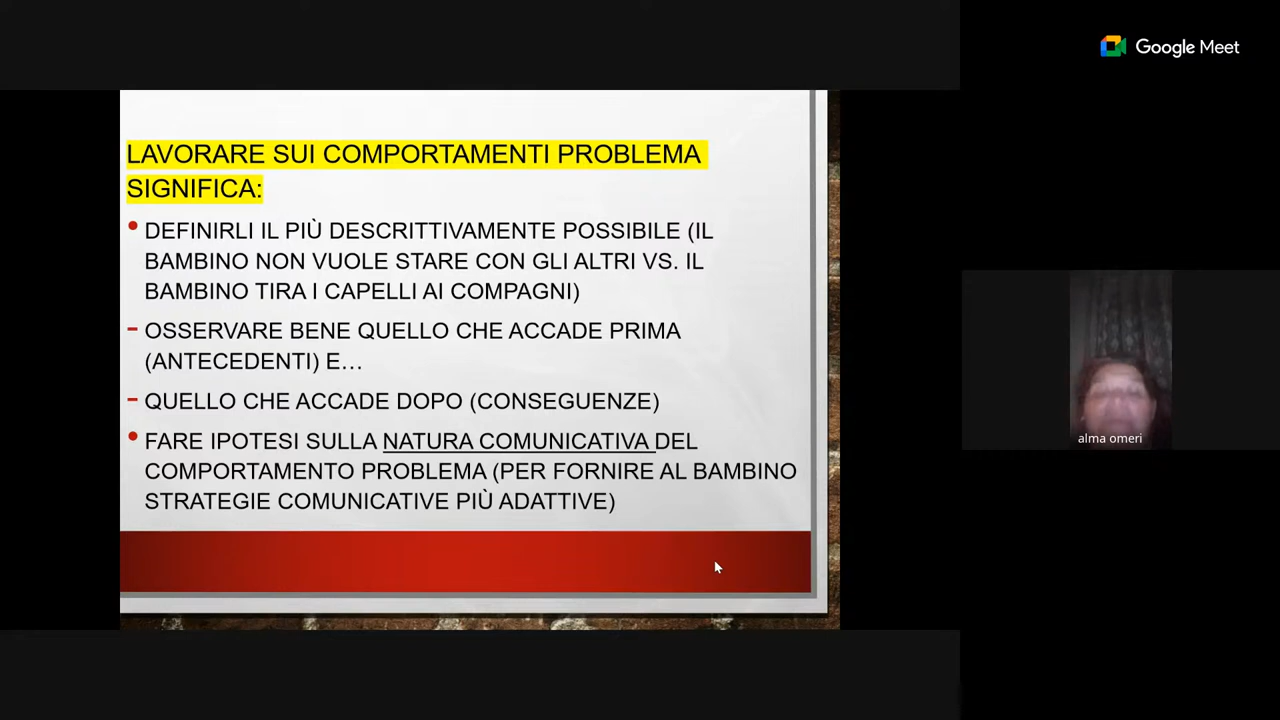 Google Meet
LAVORARE SUI COMPORTAMENTI PROBLEMA
SIGNIFICA:
• DEFINIRLI IL PIÙ DESCRITTIVAMENTE POSSIBILE (IL
BAMBINO NON VUOLE STARE CON GLI ALTRI VS. IL
BAMBINO TIRA I CAPELLI AI COMPAGNI)
- OSSERVARE BENE QUELLO CHE ACCADE PRIMA
(ANTECEDENTI) E…
- QUELLO CHE ACCADE DOPO (CONSEGUENZE)
• FARE IPOTESI SULLA NATURA COMUNICATIVA DEL
COMPORTAMENTO PROBLEMA (PER FORNIRE AL BAMBINO
STRATEGIE COMUNICATIVE PIÙ ADATTIVE)
alma omeri